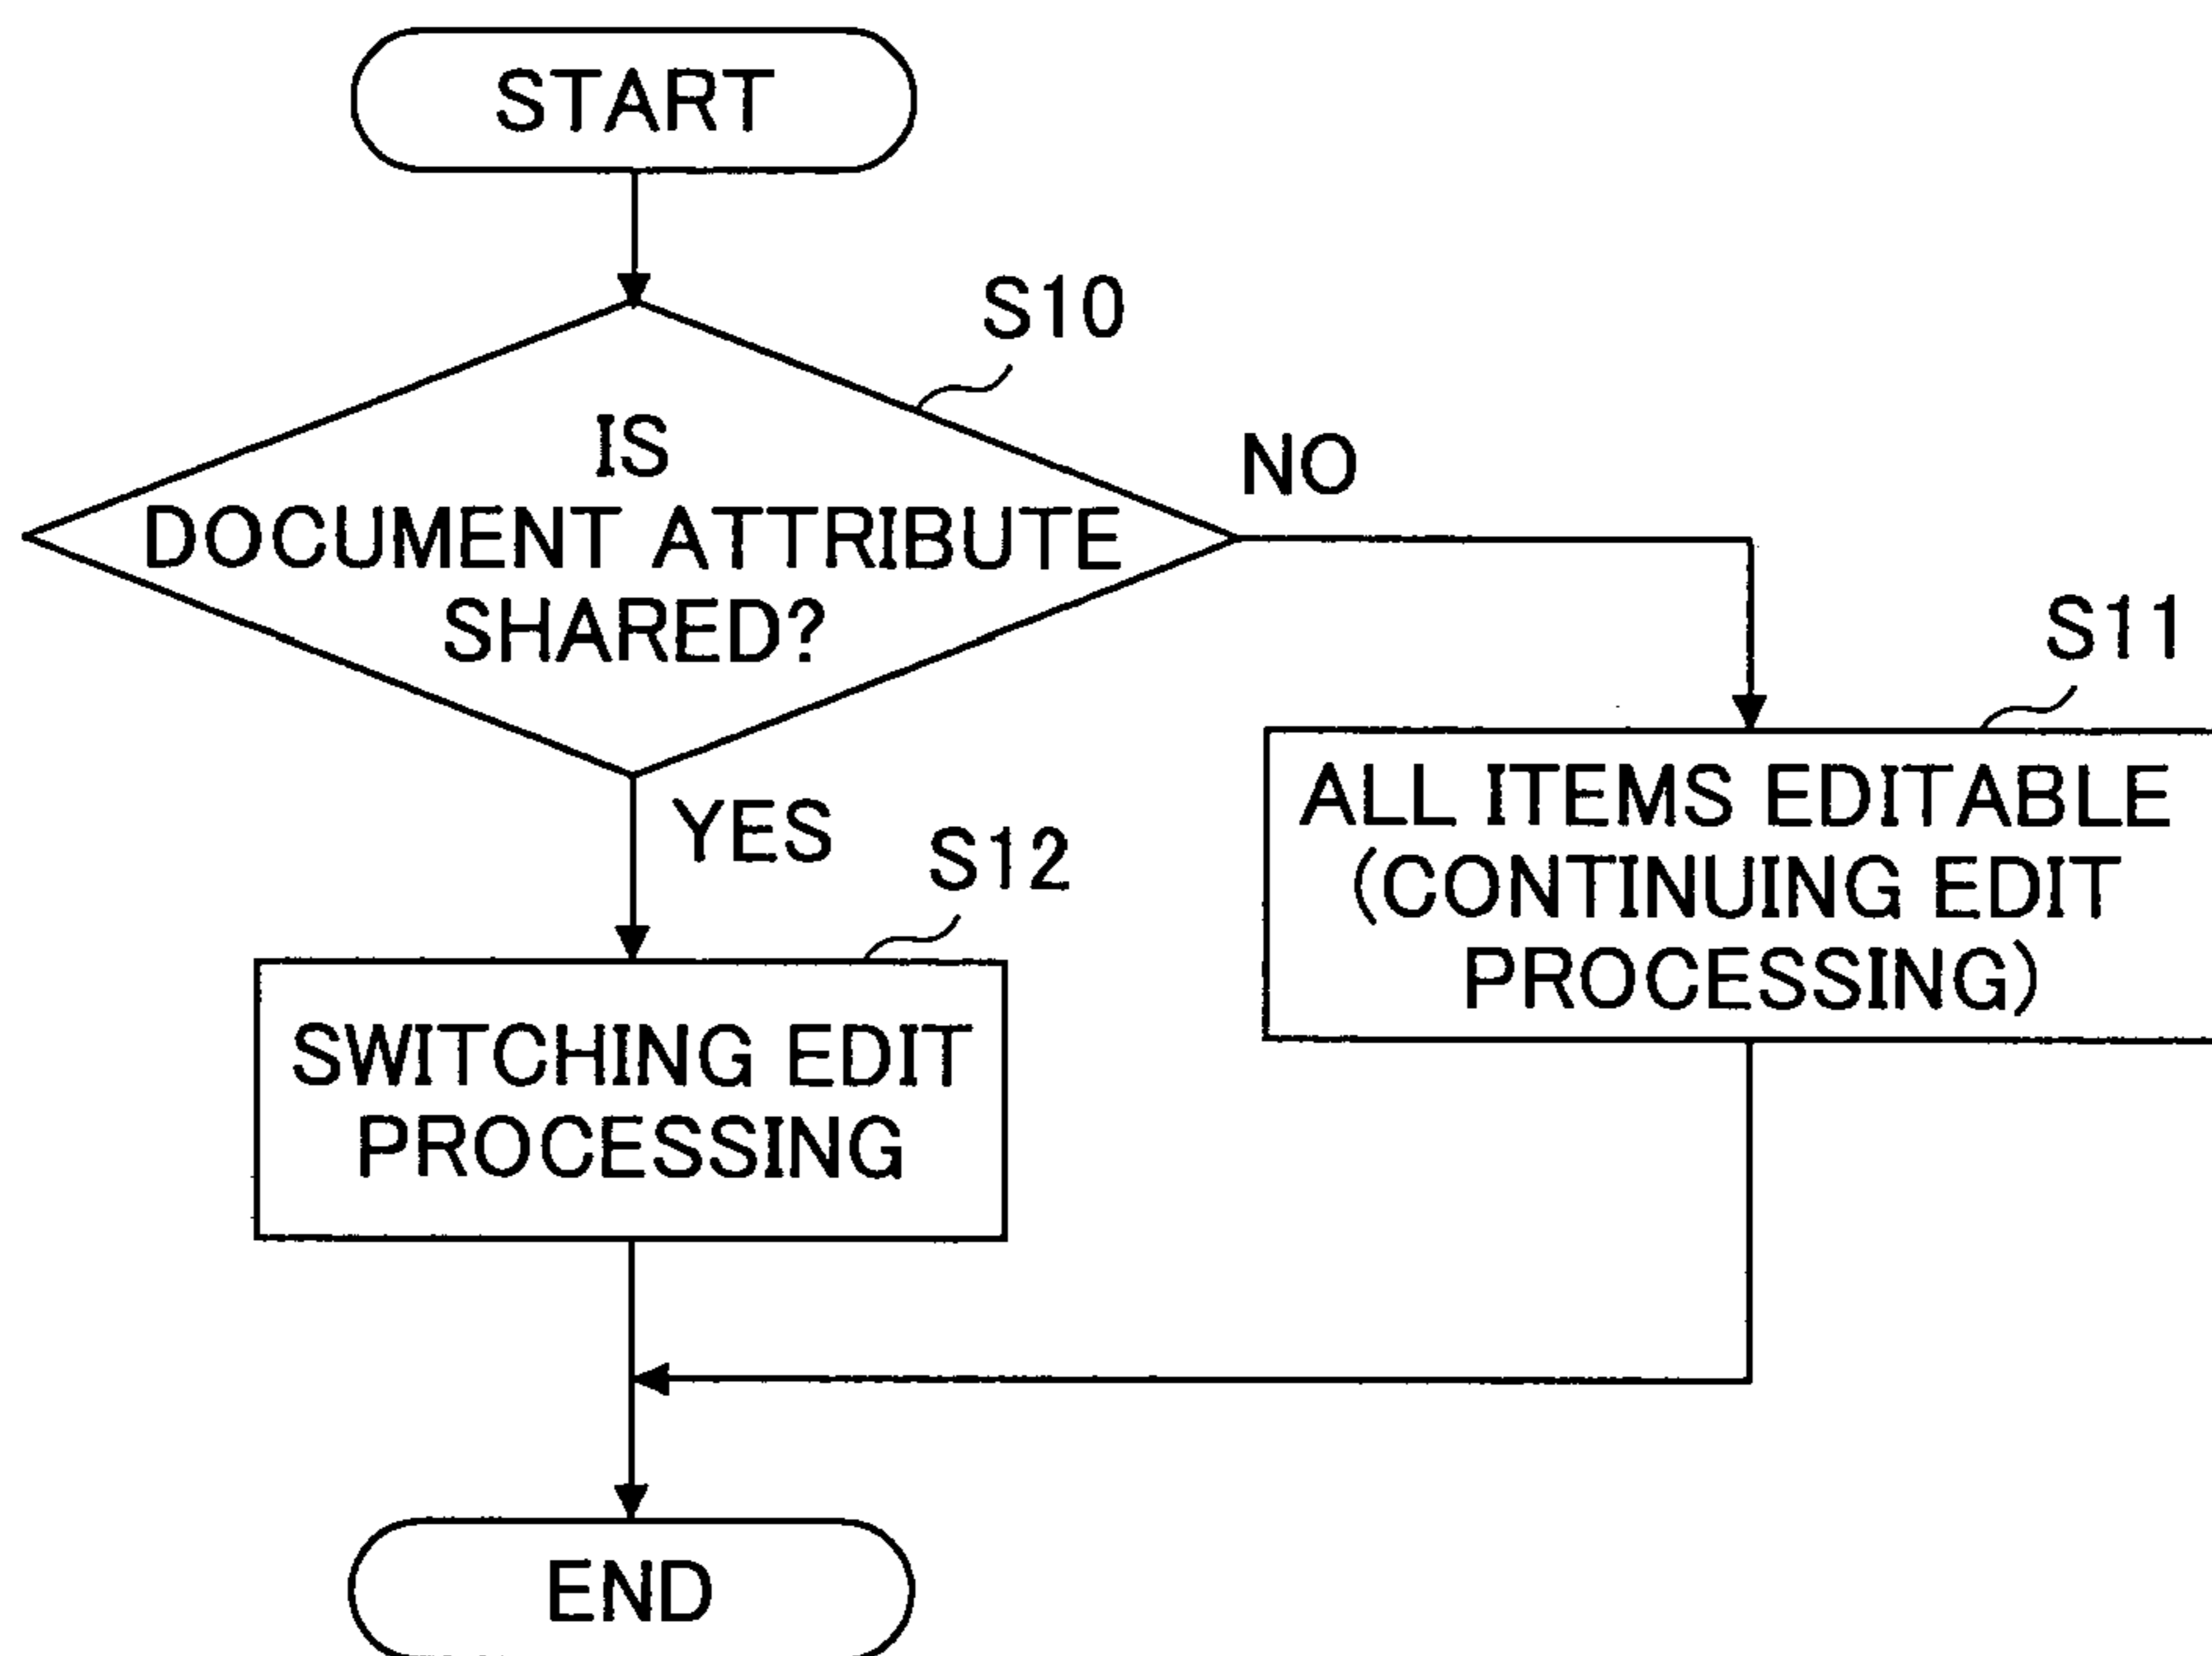 START
S10
IS
DOCUMENT ATTRIBUTE
SHARED?
NO
YES
S11
ALL ITEMS EDITABLE
(CONTINUING EDIT
PROCESSING)
S12
SWITCHING EDIT
PROCESSING
END